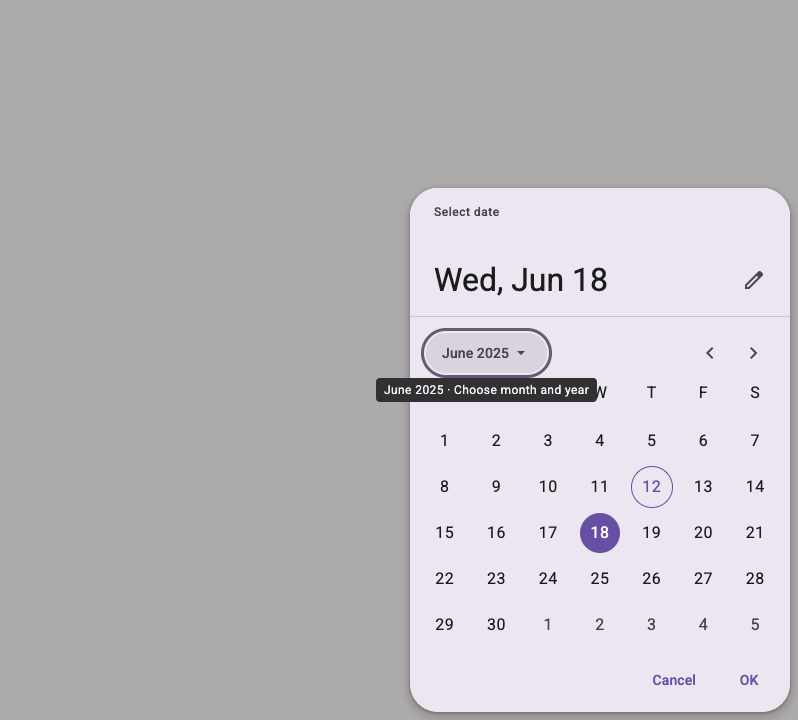 Select date
Wed, Jun 18
June 2025
June 2025 · Choose month and year
W T F S
1 2 3 4 5 6 7
8 9 10 11 12 13 14
15 16 17 18 19 20 21
22 23 24 25 26 27 28
29 30 1 2 3 4 5
Cancel OK